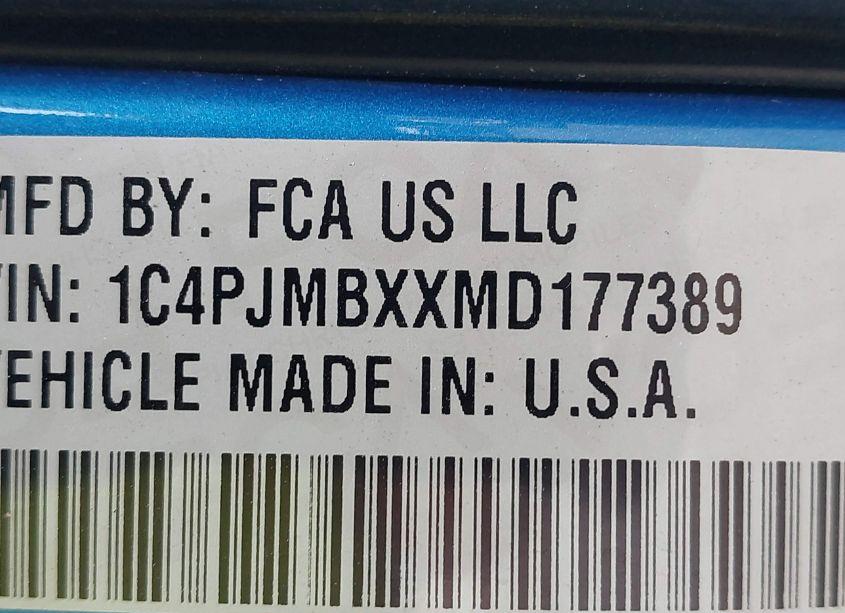 MFD BY: FCA US LLC
VIN: 1C4PJMBXXMD177389
VEHICLE MADE IN: U.S.A.